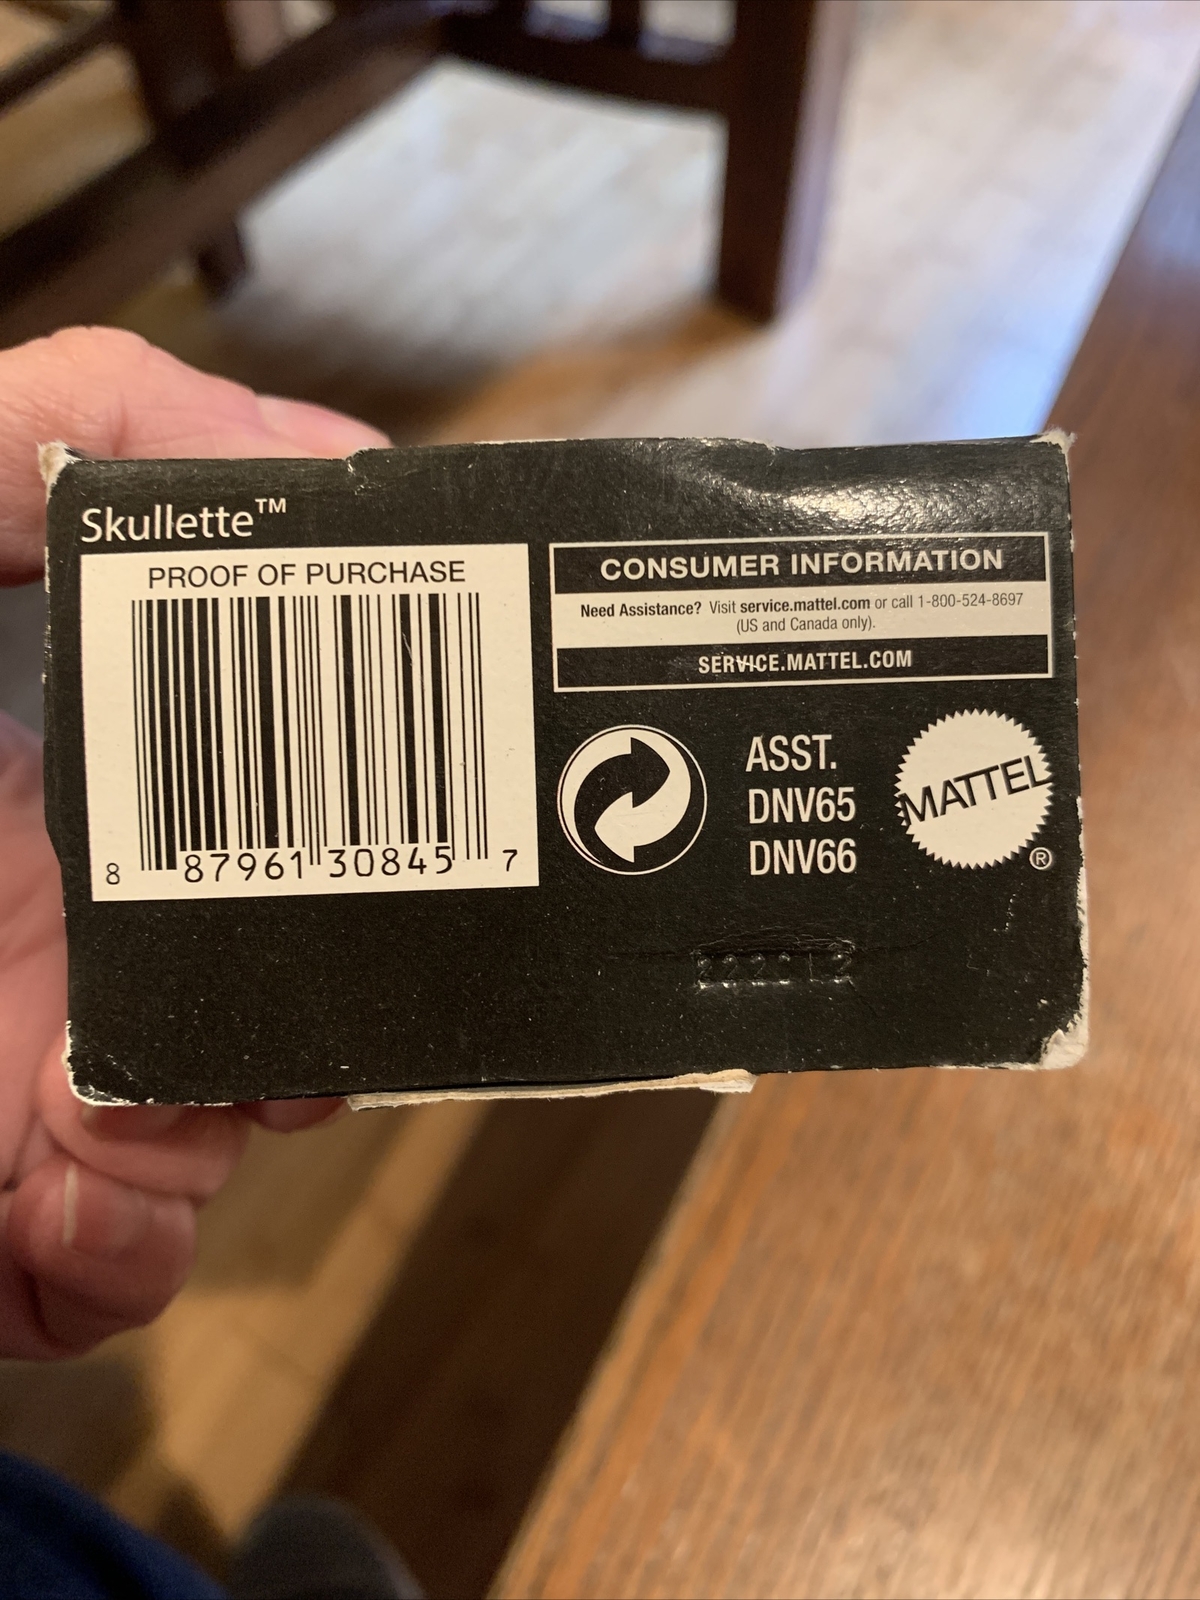 Skullette™
PROOF OF PURCHASE
8 87961 30845 7
CONSUMER INFORMATION
Need Assistance? Visit service.mattel.com or call 1-800-524-8697
(US and Canada only).
SERVICE.MATTEL.COM
ASST.
DNV65
DNV66
MATTEL
®